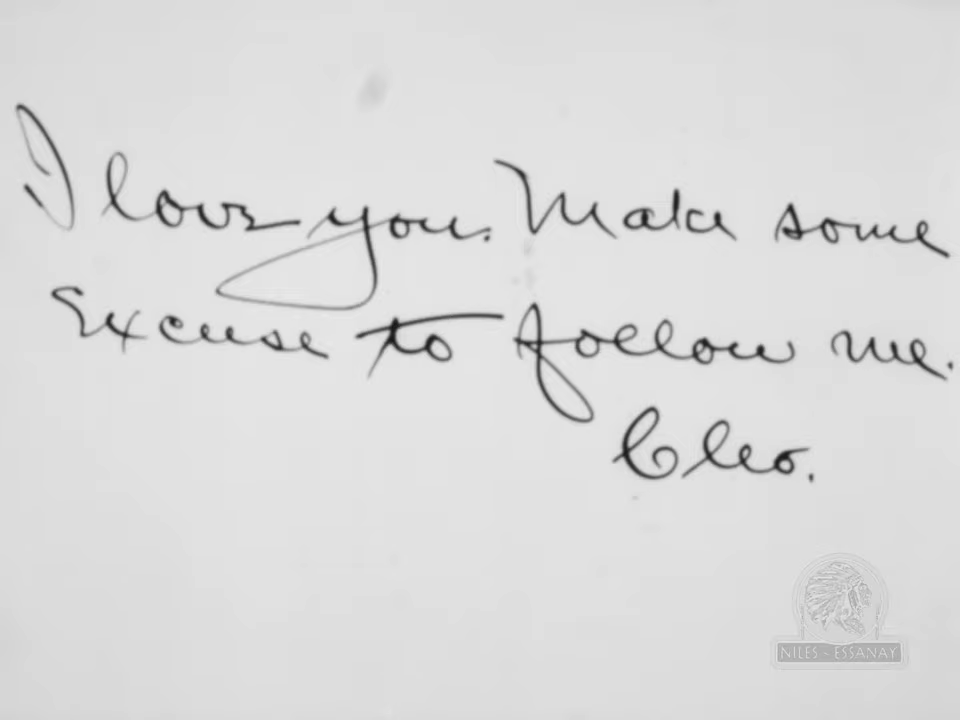 I love you. Make some
excuse to follow me.
Cleo.
NILES - ESSANAY